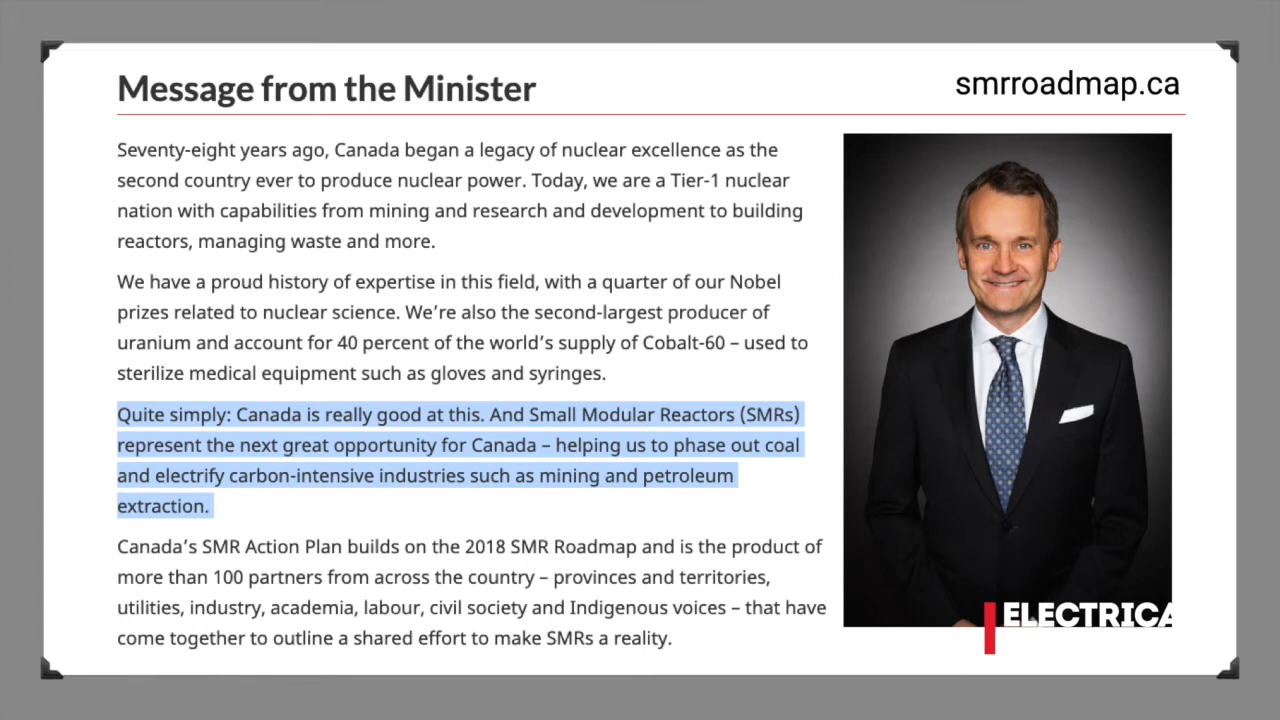 Message from the Minister
smrroadmap.ca
Seventy-eight years ago, Canada began a legacy of nuclear excellence as the
second country ever to produce nuclear power. Today, we are a Tier-1 nuclear
nation with capabilities from mining and research and development to building
reactors, managing waste and more.
We have a proud history of expertise in this field, with a quarter of our Nobel
prizes related to nuclear science. We’re also the second-largest producer of
uranium and account for 40 percent of the world’s supply of Cobalt-60 – used to
sterilize medical equipment such as gloves and syringes.
Quite simply: Canada is really good at this. And Small Modular Reactors (SMRs)
represent the next great opportunity for Canada – helping us to phase out coal
and electrify carbon-intensive industries such as mining and petroleum
extraction.
Canada’s SMR Action Plan builds on the 2018 SMR Roadmap and is the product of
more than 100 partners from across the country – provinces and territories,
utilities, industry, academia, labour, civil society and Indigenous voices – that have
come together to outline a shared effort to make SMRs a reality.
ELECTRICA